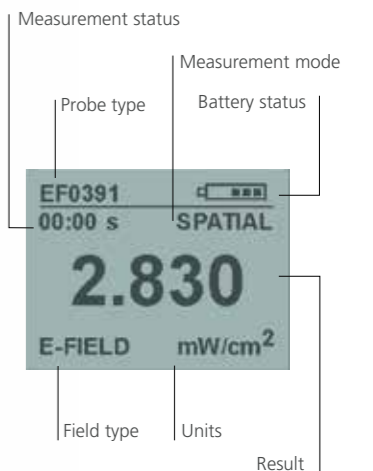 Measurement status
Measurement mode
Probe type
Battery status
EF0391
00:00 s SPATIAL
2.830
E-FIELD mW/cm²
Field type
Units
Result